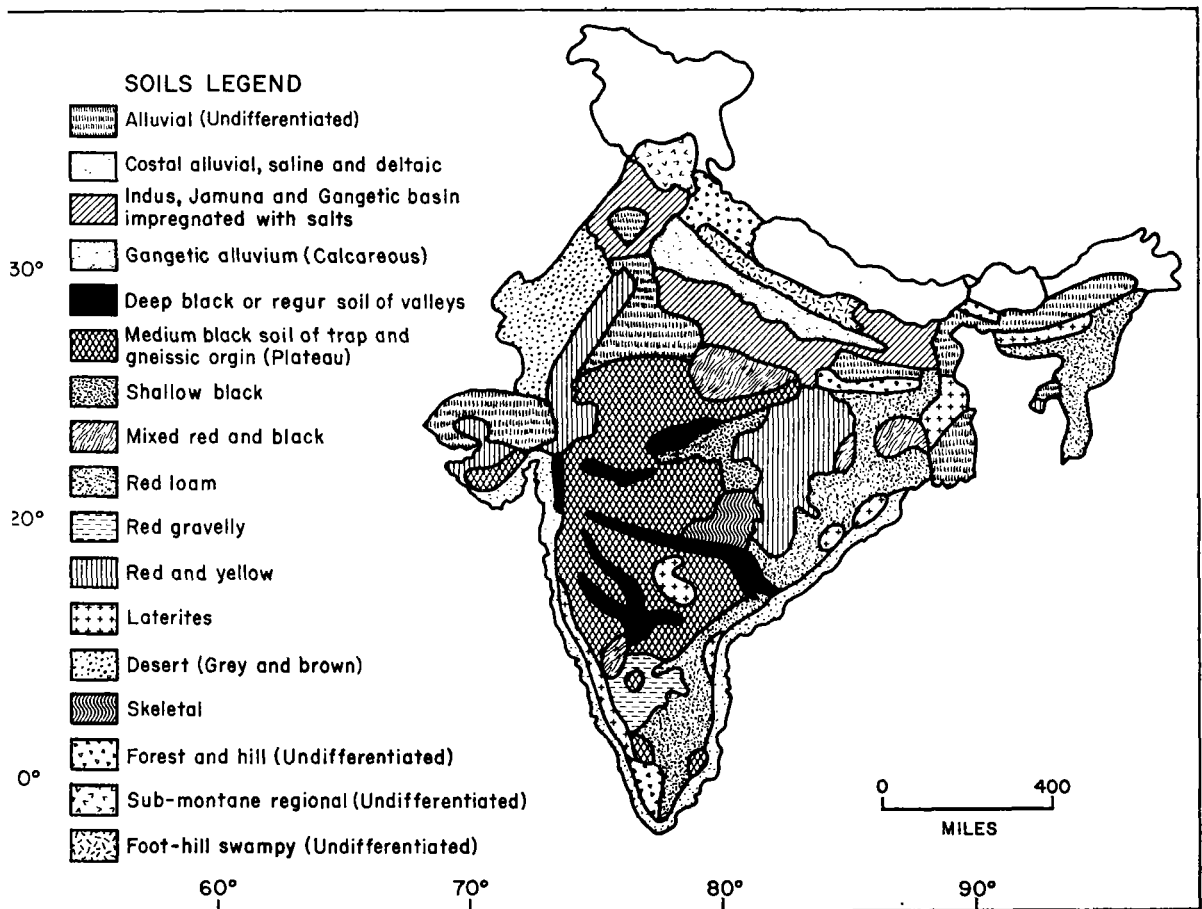 SOILS LEGEND
Alluvial (Undifferentiated)
Costal alluvial, saline and deltaic
Indus, Jamuna and Gangetic basin
impregnated with salts
Gangetic alluvium (Calcareous)
Deep black or regur soil of valleys
Medium black soil of trap and
gneissic orgin (Plateau)
Shallow black
Mixed red and black
Red loam
Red gravelly
Red and yellow
Laterites
Desert (Grey and brown)
Skeletal
Forest and hill (Undifferentiated)
Sub-montane regional (Undifferentiated)
Foot-hill swampy (Undifferentiated)
30°
20°
0°
60°
70°
80°
90°
0 400
MILES